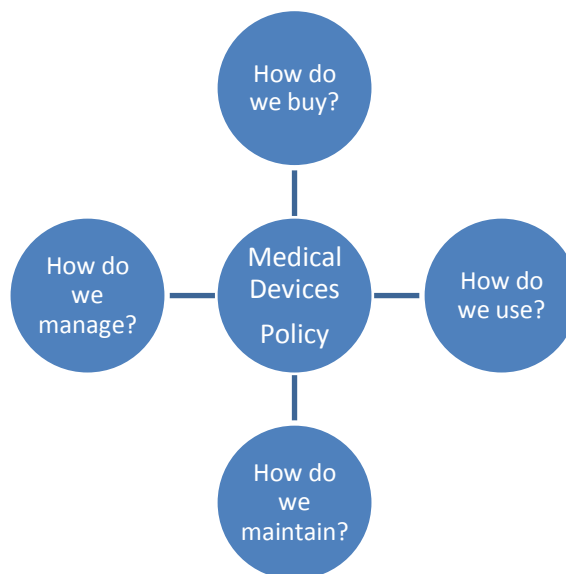 How do
we buy?
How do
we
manage?
Medical
Devices
Policy
How do
we use?
How do
we
maintain?